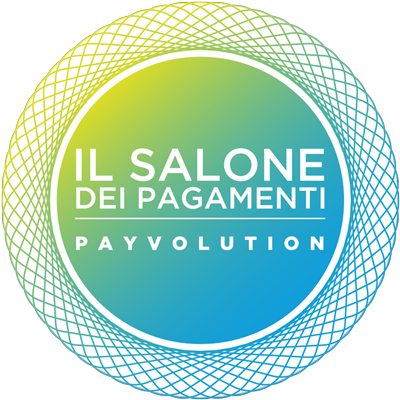 IL SALONE
DEI PAGAMENTI
PAYVOLUTION